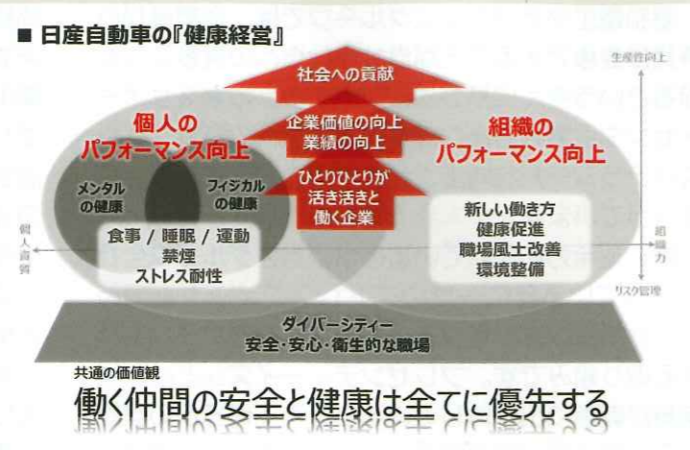 ■ 日産自動車の『健康経営』
社会への貢献
生産性向上
企業価値の向上
業績の向上
個人の
パフォーマンス向上
組織の
パフォーマンス向上
ひとりひとりが
活き活きと
働く企業
メンタル
の健康
フィジカル
の健康
食事 / 睡眠 / 運動
禁煙
ストレス耐性
新しい働き方
健康促進
職場風土改善
環境整備
個人資質
組織力
リスク管理
ダイバーシティー
安全・安心・衛生的な職場
共通の価値観
働く仲間の安全と健康は全てに優先する